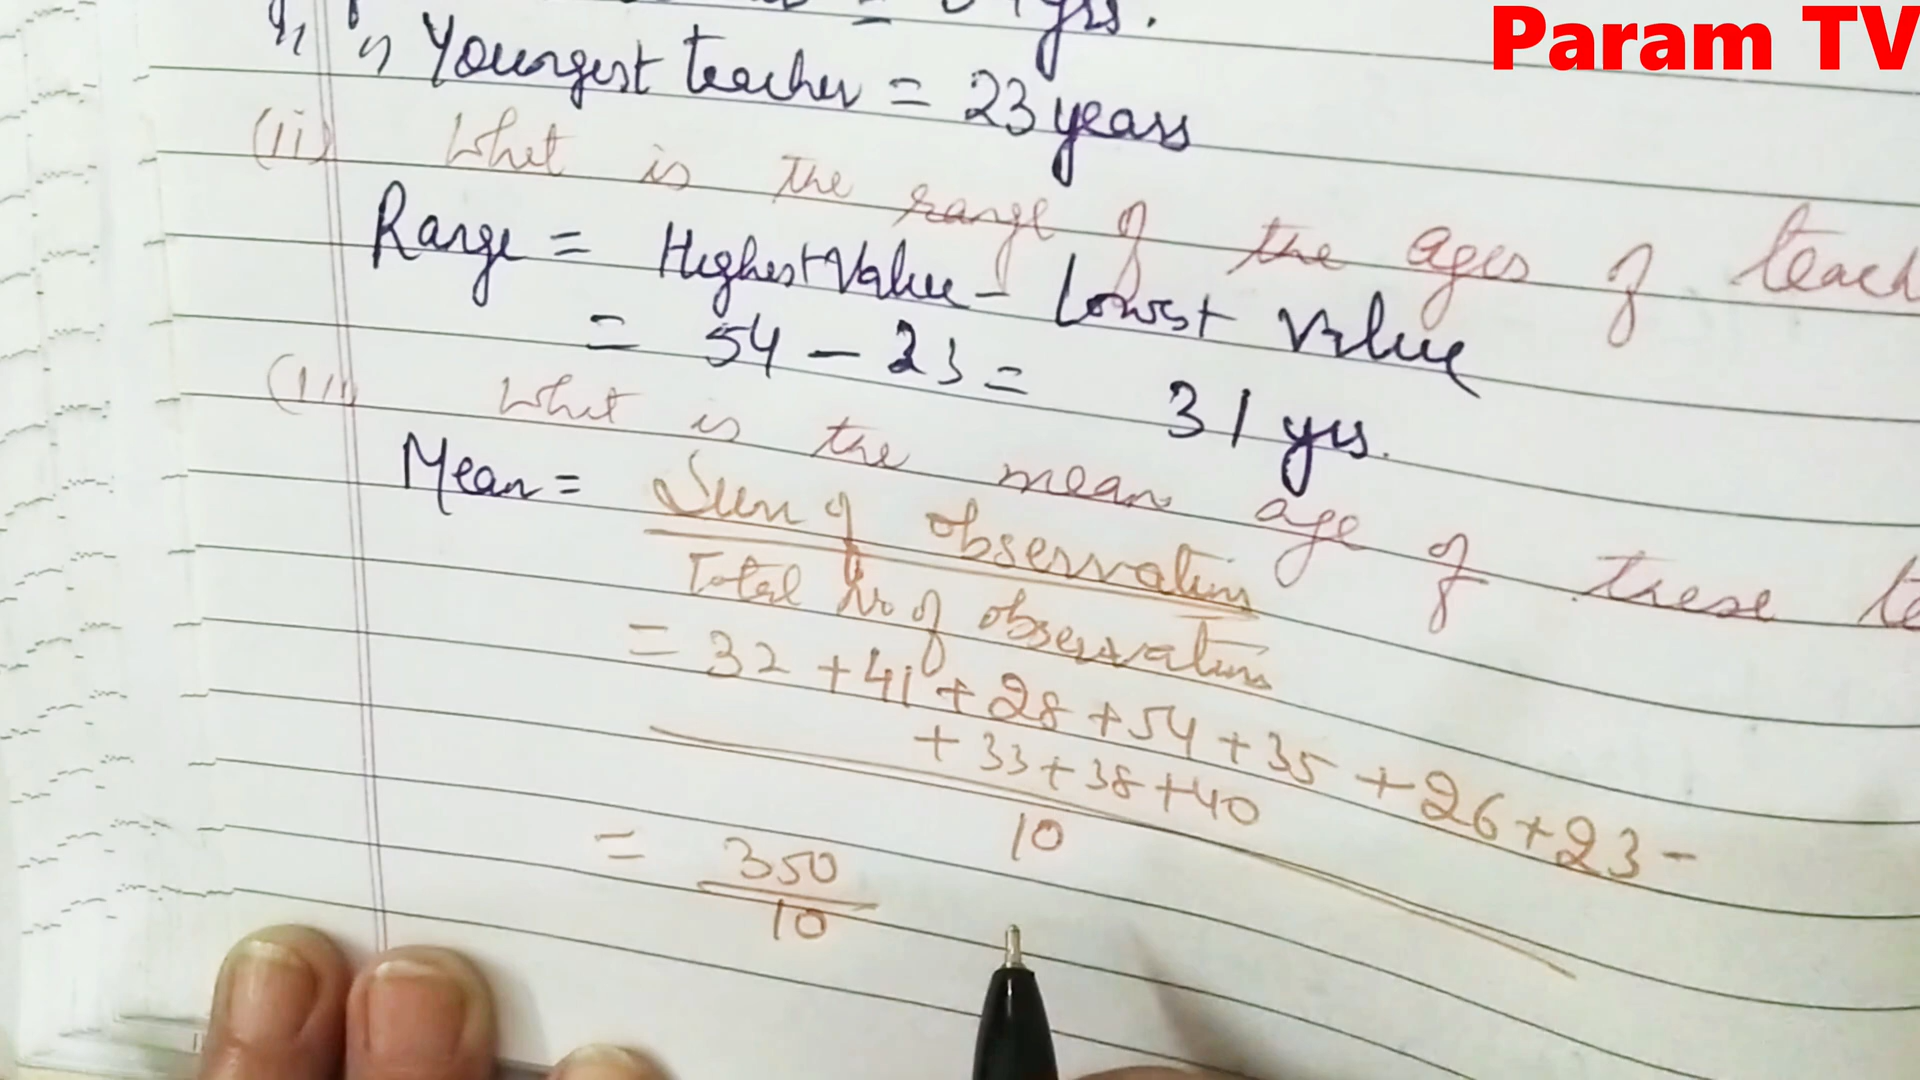 Param TV
yrs.
" " Youngest teacher = 23 years
(ii) What is the range of the ages of teach
Range = Highest Value - Lowest Value
= 54 - 23 = 31 yrs.
(iii) What is the mean age of these te
Mean = Sum of observations
Total no of observations
= 32 + 41 + 28 + 54 + 35 + 26 + 23 -
+ 33 + 38 + 40
10
= 350
10